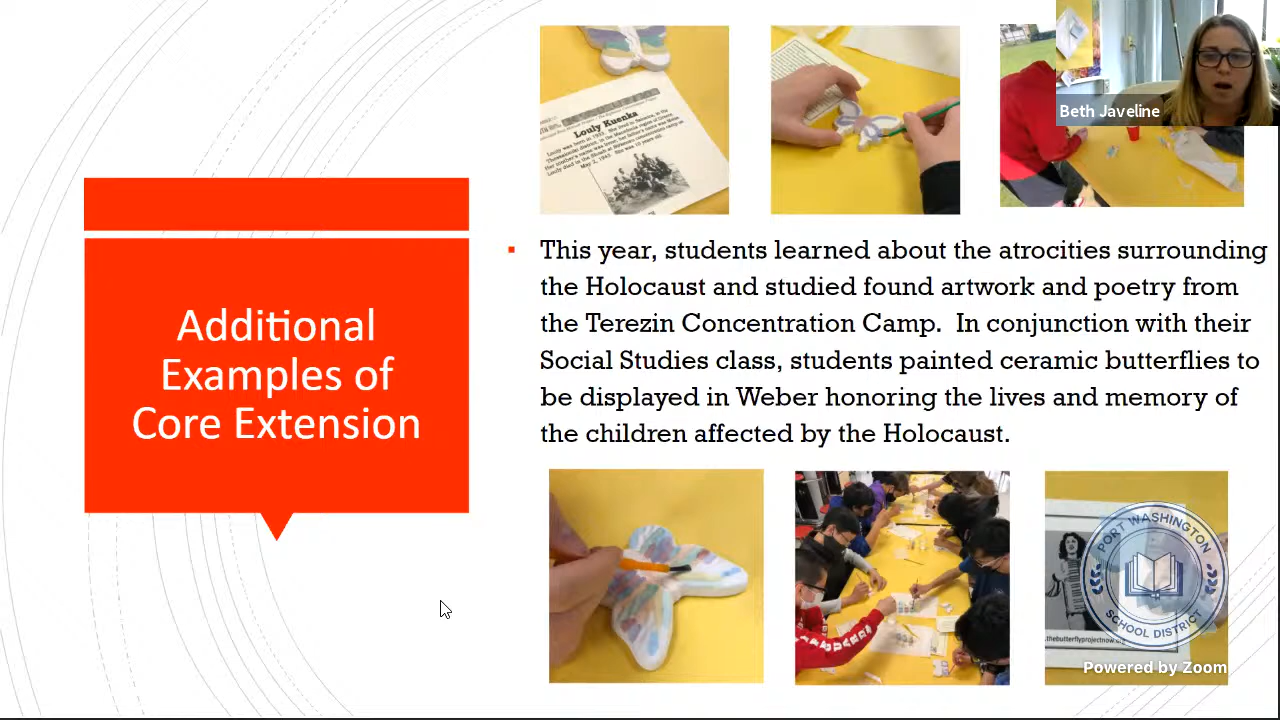 Beth Javeline
Louly Kuenka
Additional
Examples of
Core Extension
This year, students learned about the atrocities surrounding
the Holocaust and studied found artwork and poetry from
the Terezin Concentration Camp. In conjunction with their
Social Studies class, students painted ceramic butterflies to
be displayed in Weber honoring the lives and memory of
the children affected by the Holocaust.
PORT WASHINGTON
SCHOOL DISTRICT
.thebutterflyprojectnow.org
Powered by Zoom